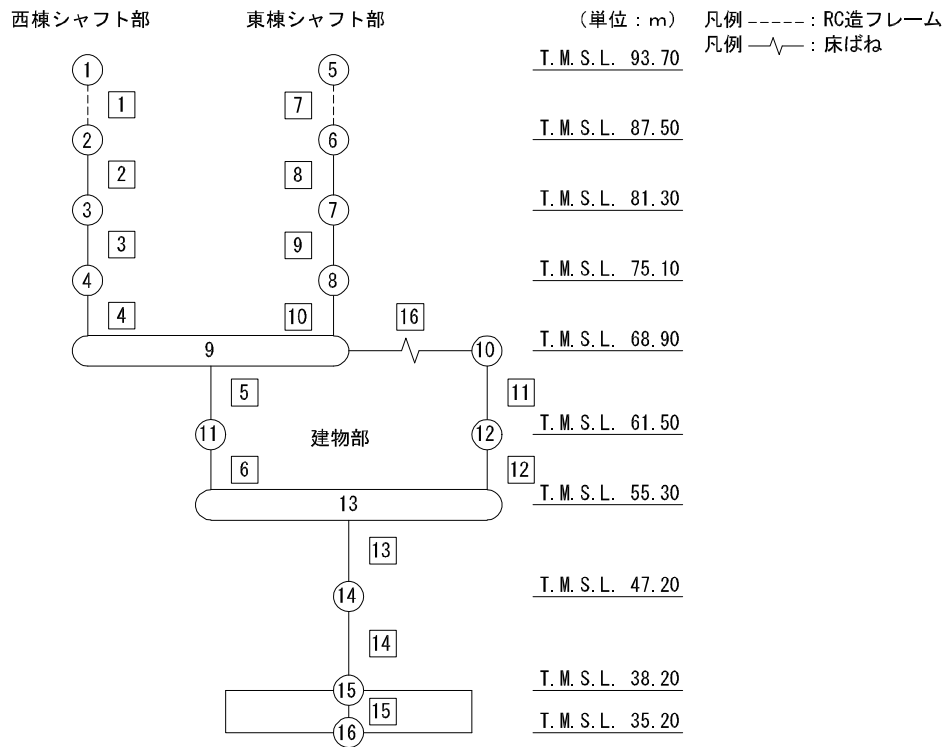 西棟シャフト部 東棟シャフト部 (単位:m) 凡例 ----- : RC造フレーム
凡例 : 床ばね
1 5 T.M.S.L. 93.70
1 7
2 6 T.M.S.L. 87.50
2 8
3 7 T.M.S.L. 81.30
3 9
4 8 T.M.S.L. 75.10
4 10 16
9 10 T.M.S.L. 68.90
5 11
11 建物部 12 T.M.S.L. 61.50
6 12
13 T.M.S.L. 55.30
13
14 T.M.S.L. 47.20
14
15 T.M.S.L. 38.20
15
16 T.M.S.L. 35.20